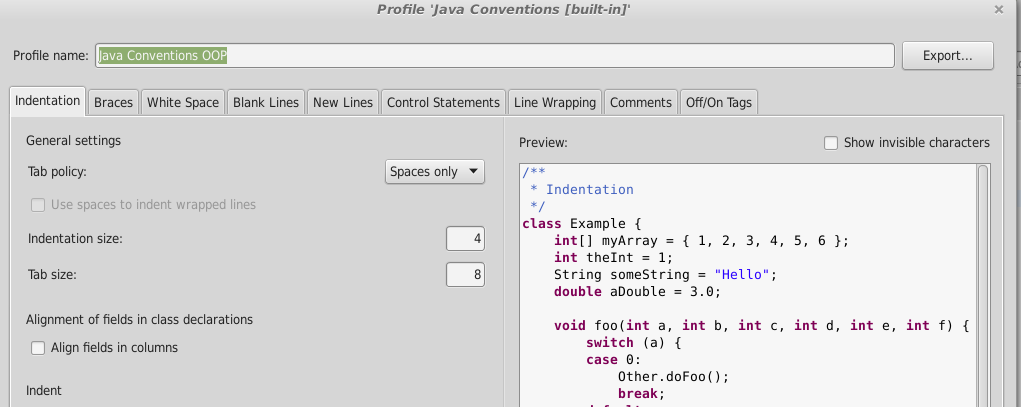 Profile 'Java Conventions [built-in]'
Profile name: Java Conventions OOP Export...
Indentation Braces White Space Blank Lines New Lines Control Statements Line Wrapping Comments Off/On Tags
General settings
Tab policy: Spaces only
Use spaces to indent wrapped lines
Indentation size: 4
Tab size: 8
Alignment of fields in class declarations
Align fields in columns
Indent
Preview: Show invisible characters
/**
 * Indentation
 */
class Example {
    int[] myArray = { 1, 2, 3, 4, 5, 6 };
    int theInt = 1;
    String someString = "Hello";
    double aDouble = 3.0;

    void foo(int a, int b, int c, int d, int e, int f) {
        switch (a) {
        case 0:
            Other.doFoo();
            break;